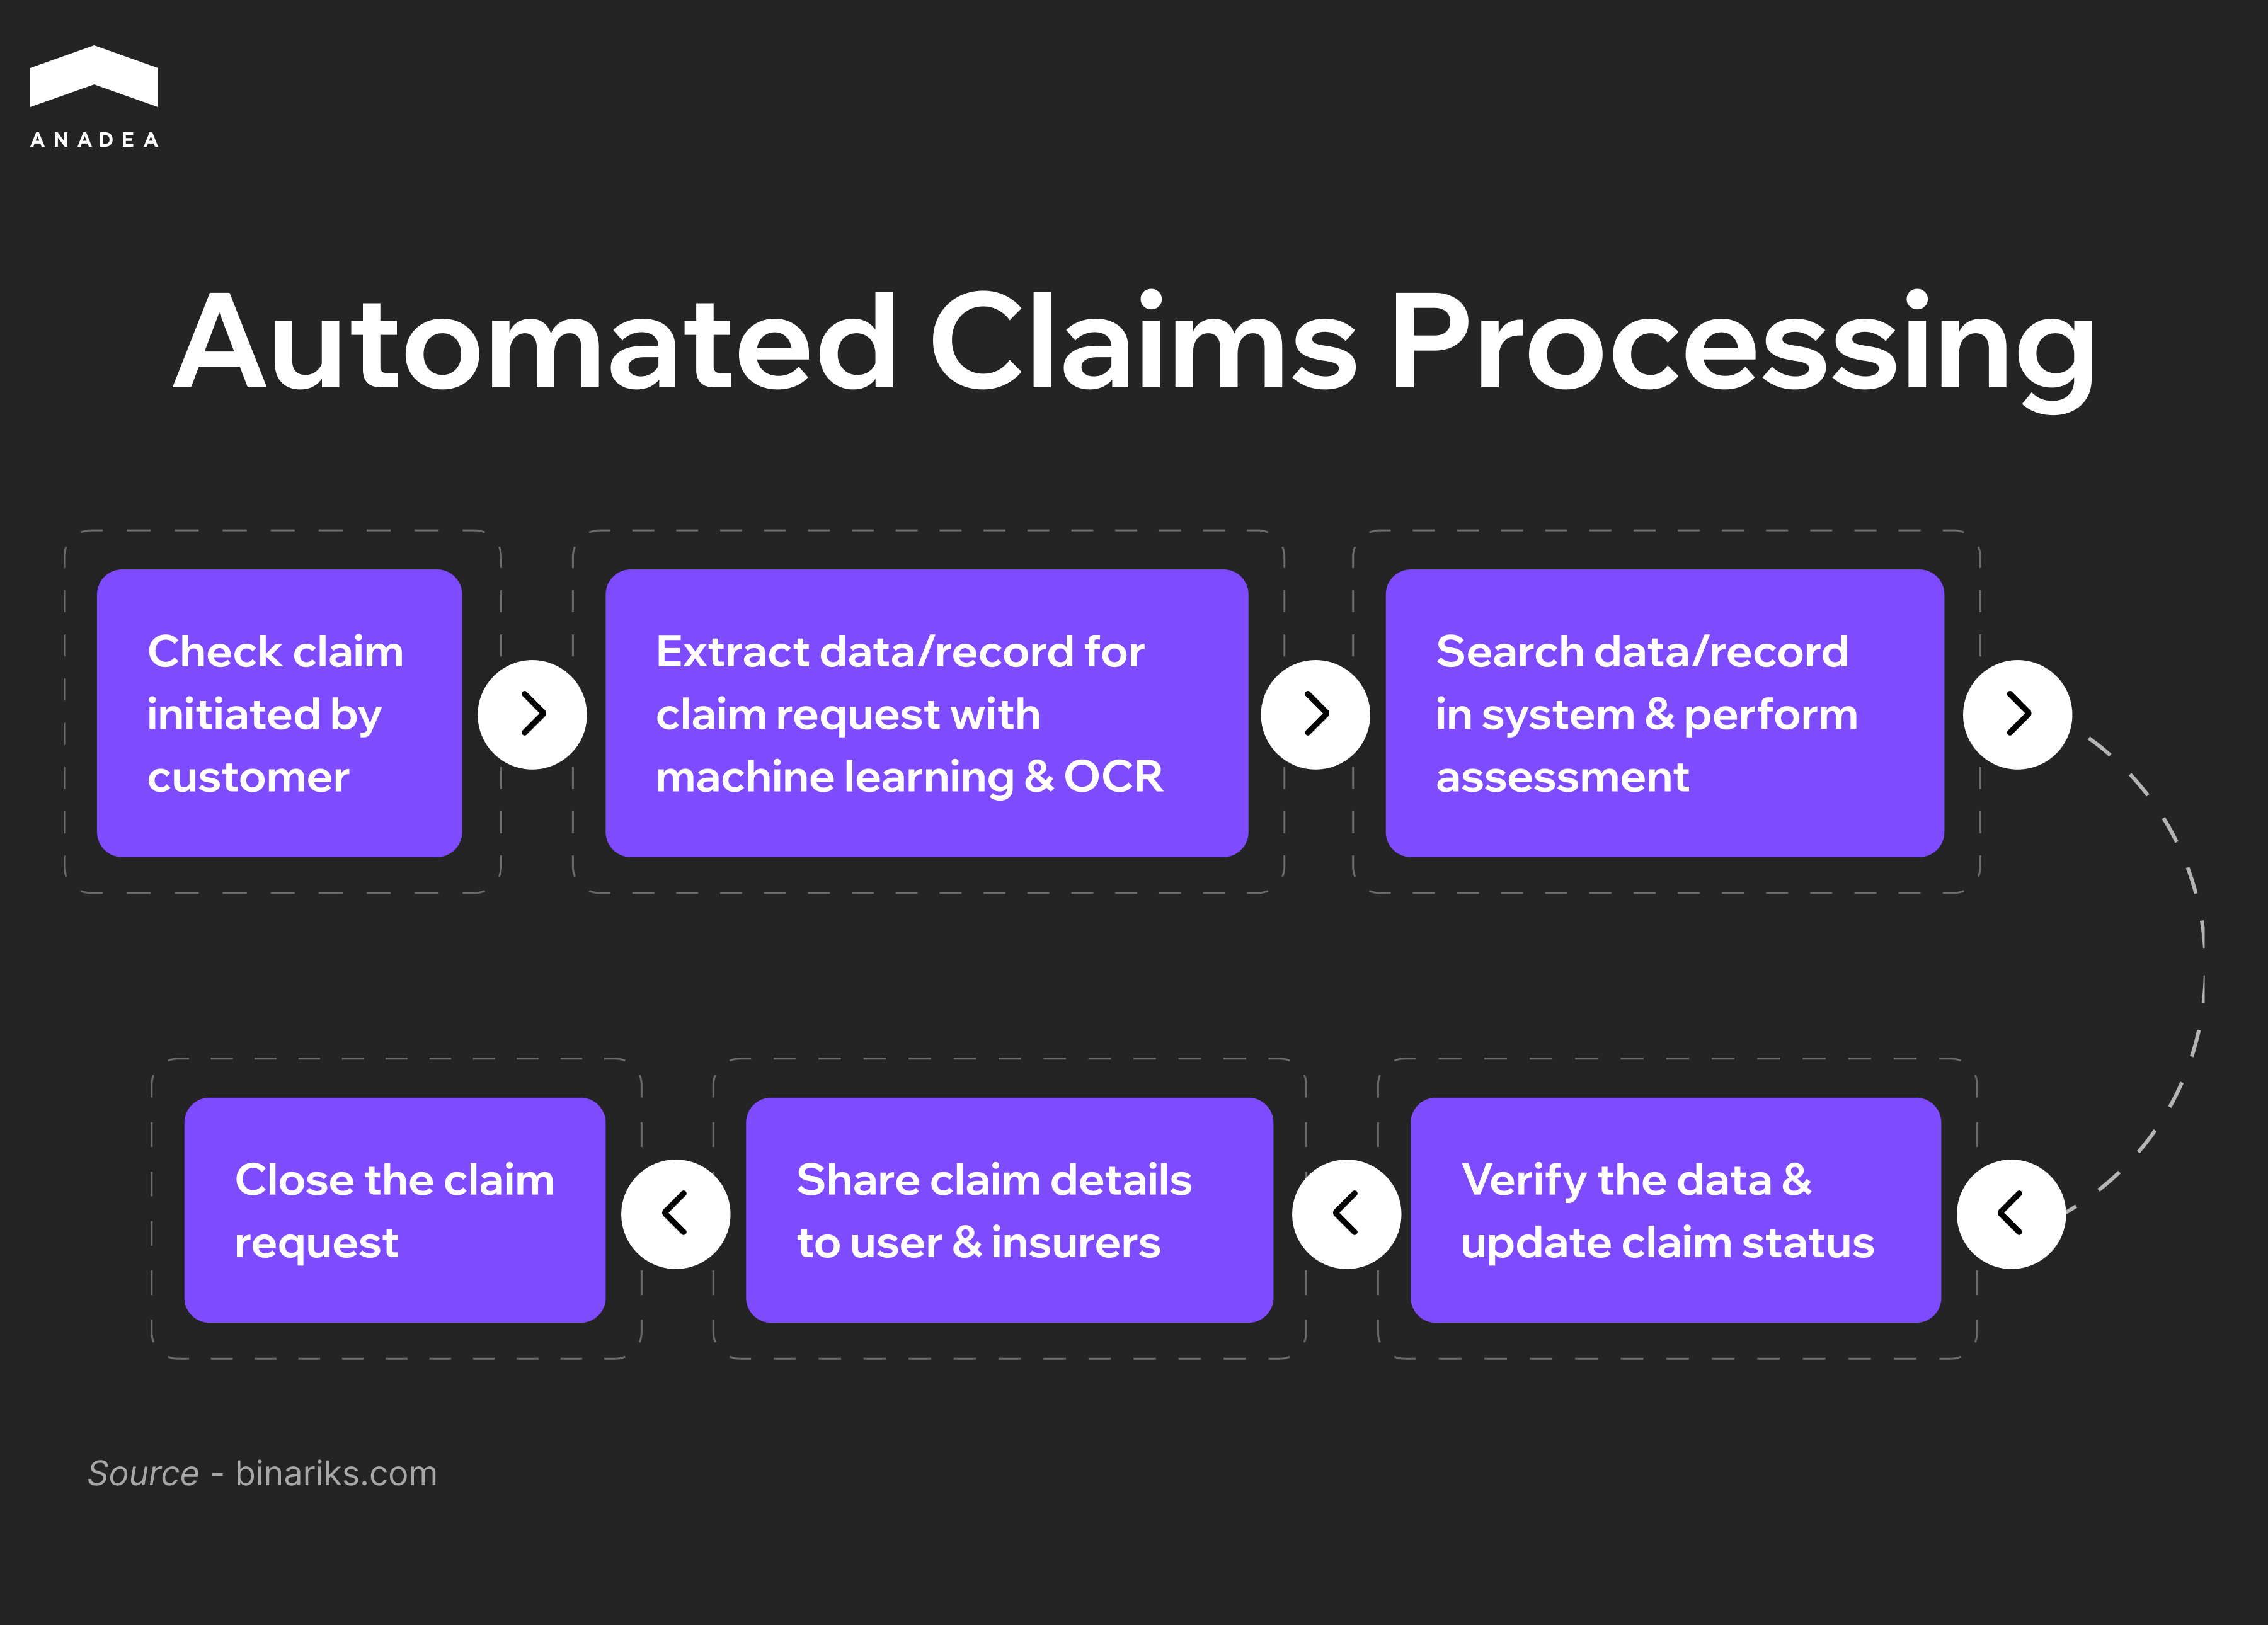 ANADEA
Automated Claims Processing
Check claim
initiated by
customer
Extract data/record for
claim request with
machine learning & OCR
Search data/record
in system & perform
assessment
Verify the data &
update claim status
Share claim details
to user & insurers
Close the claim
request
Source - binariks.com